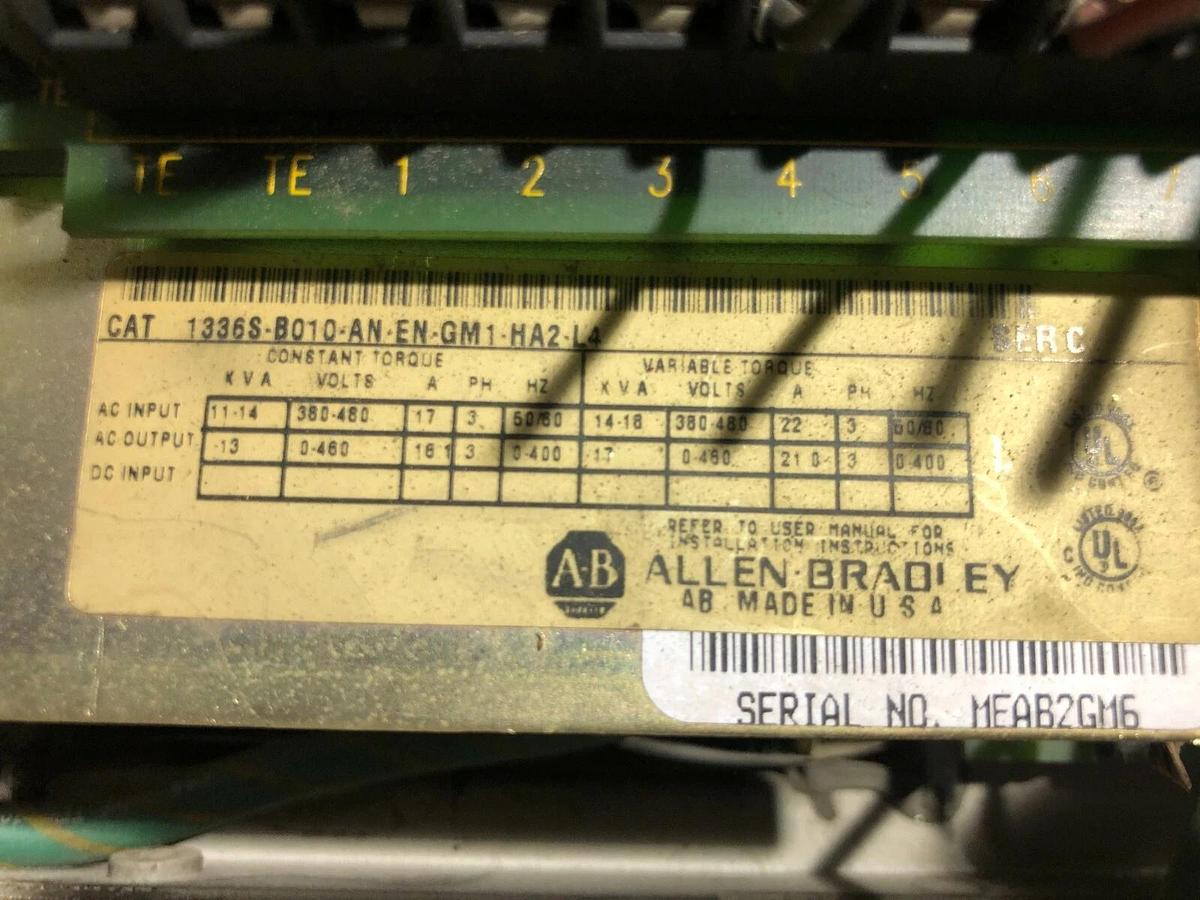 TE TE 1 2 3 4 5 6 7
CAT 1336S-B010-AN-EN-GM1-HA2-L4 SER C
CONSTANT TORQUE VARIABLE TORQUE
KVA VOLTS A PH HZ KVA VOLTS A PH HZ
AC INPUT 11-14 380-480 17 3 50/60 14-18 380-480 22 3 50/60
AC OUTPUT -13 0-460 16 1 3 0-400 -17 0-460 21 0 3 0-400
DC INPUT
REFER TO USER MANUAL FOR
INSTALLATION INSTRUCTIONS
A-B ALLEN-BRADLEY
AB MADE IN U S A
UL
LISTED
UL
SERIAL NO. MEAB2GM6